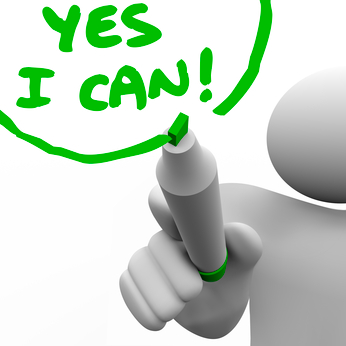 YES
I CAN!